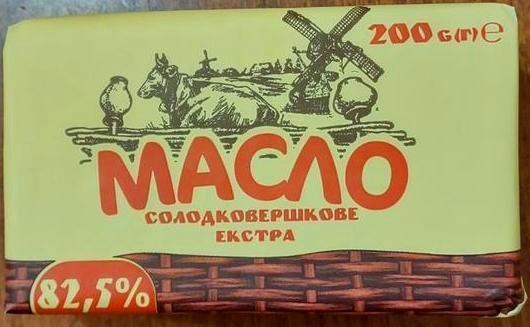 200 G(Г) ℮
МАСЛО
СОЛОДКОВЕРШКОВЕ
ЕКСТРА
82,5%